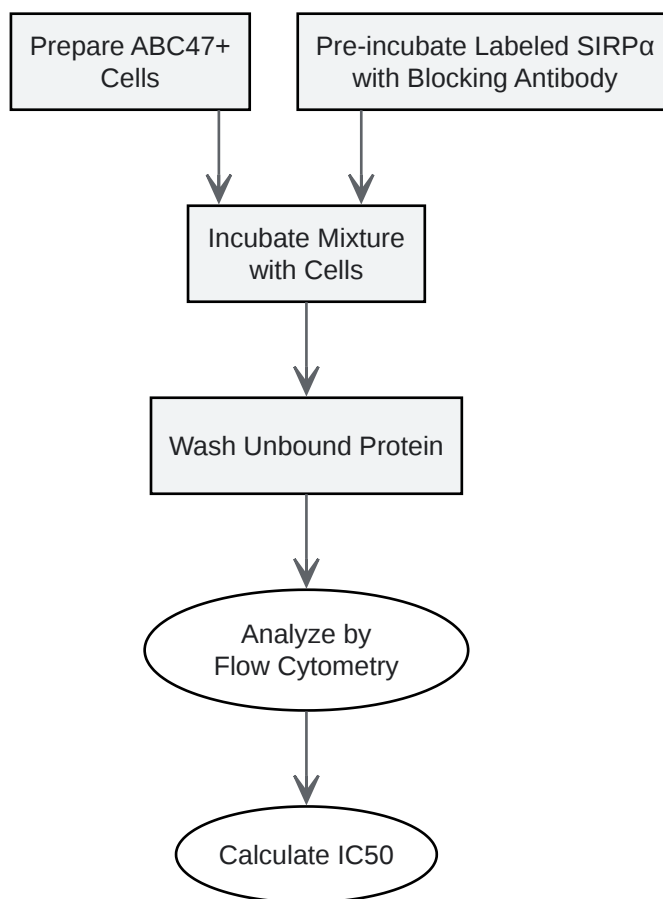 Prepare ABC47+
Cells
Pre-incubate Labeled SIRPα
with Blocking Antibody
Incubate Mixture
with Cells
Wash Unbound Protein
Analyze by
Flow Cytometry
Calculate IC50